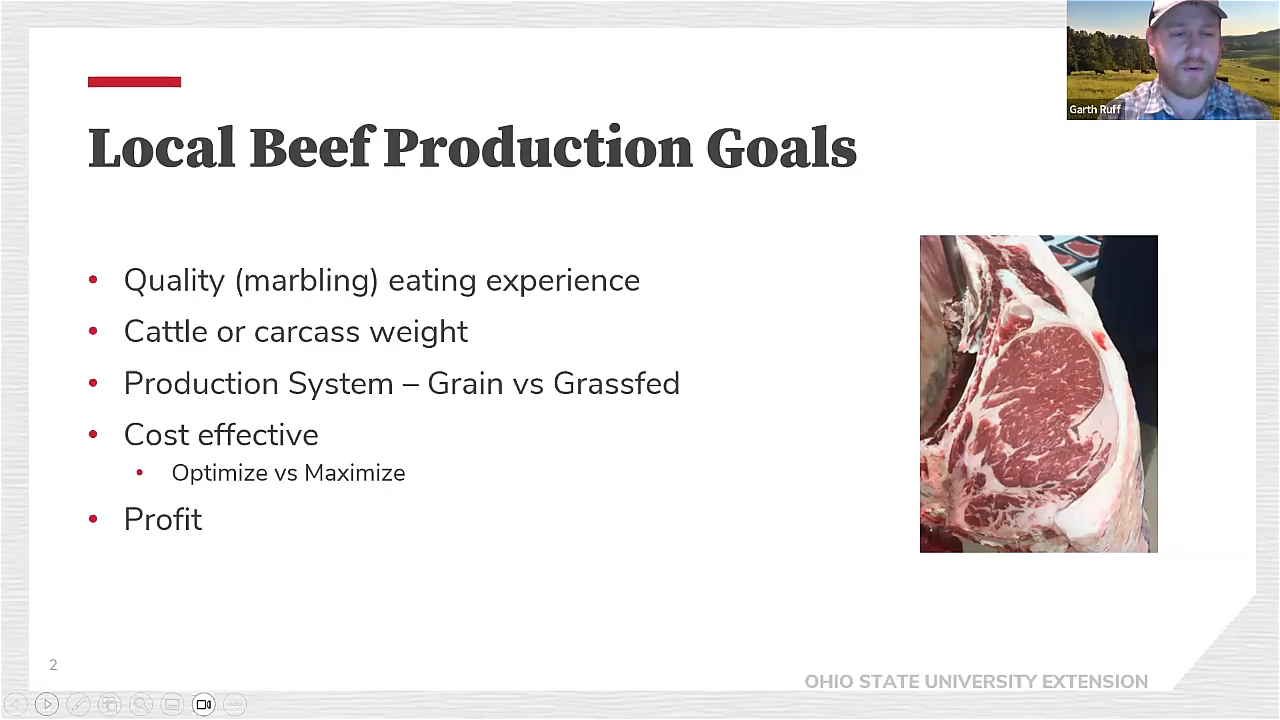 Garth Ruff
Local Beef Production Goals
• Quality (marbling) eating experience
• Cattle or carcass weight
• Production System – Grain vs Grassfed
• Cost effective
• Optimize vs Maximize
• Profit
2
OHIO STATE UNIVERSITY EXTENSION